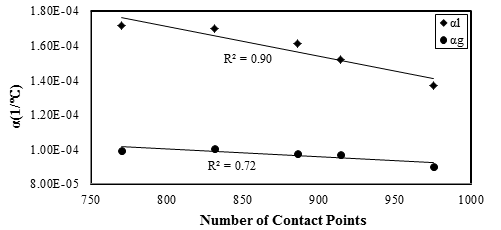 1.80E-04
1.60E-04
1.40E-04
1.20E-04
1.00E-04
8.00E-05
α(1/ºC)
αl
αg
R² = 0.90
R² = 0.72
750 800 850 900 950 1000
Number of Contact Points